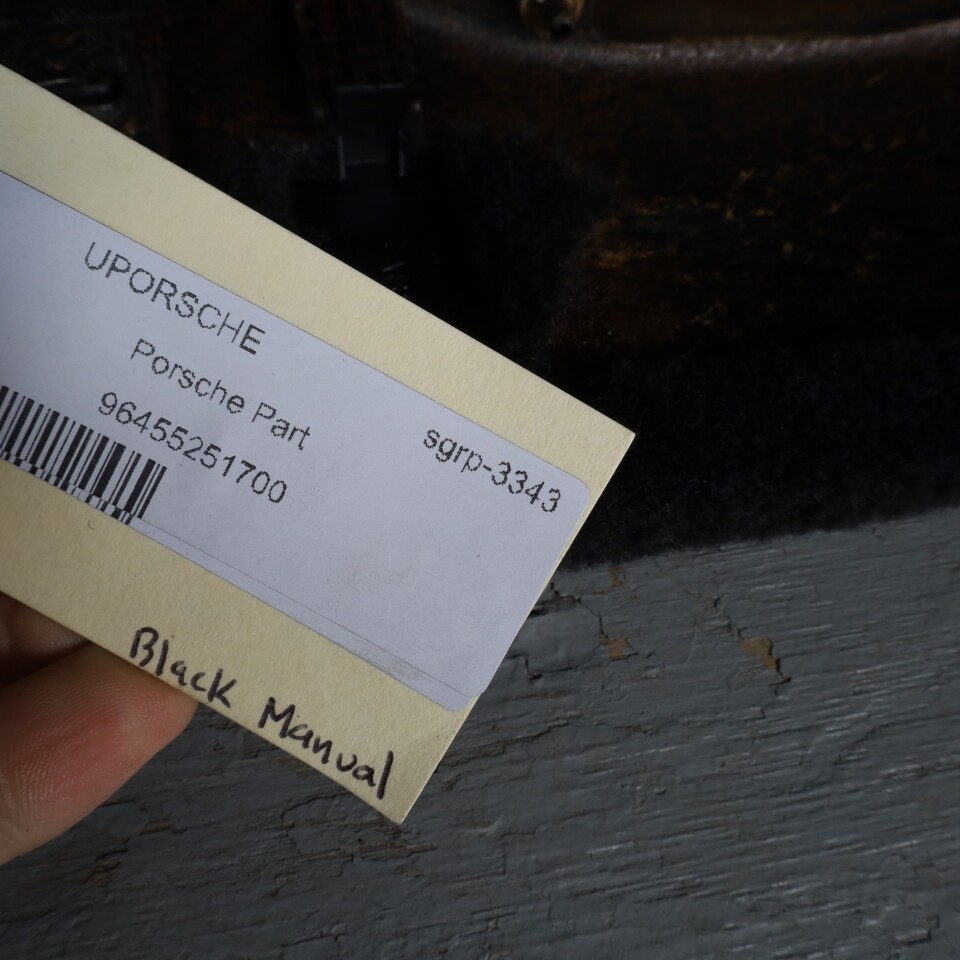 UPORSCHE
Porsche Part
96455251700
sgrp-3343
Black Manual